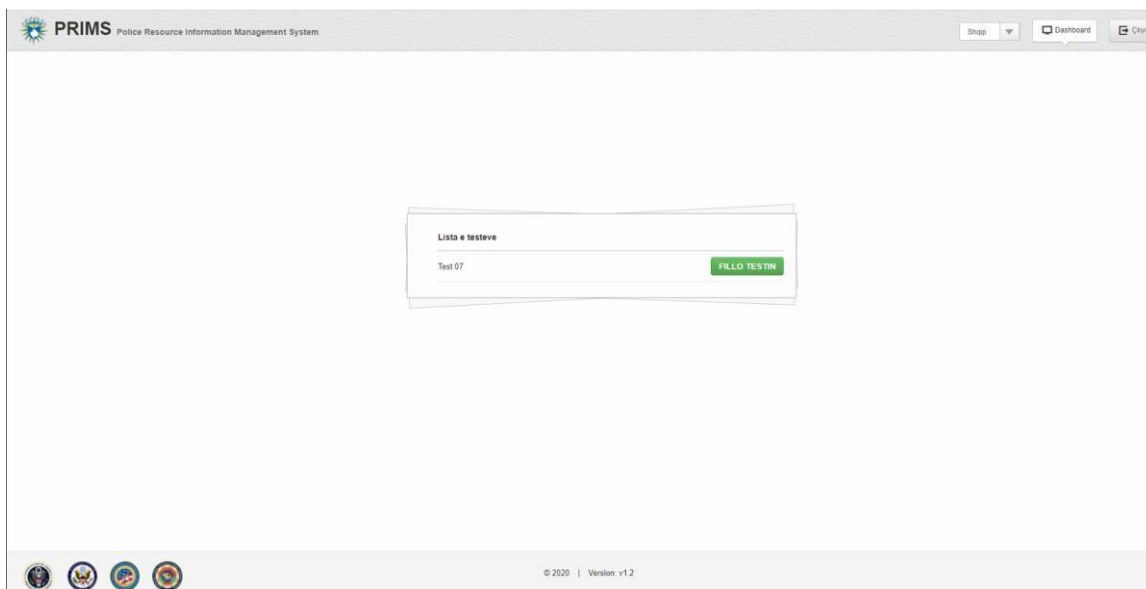 PRIMS Police Resource Information Management System
Shqip
Dashboard
Lista e testeve
Test 07
FILLO TESTIN
© 2020 | Version: v1.2